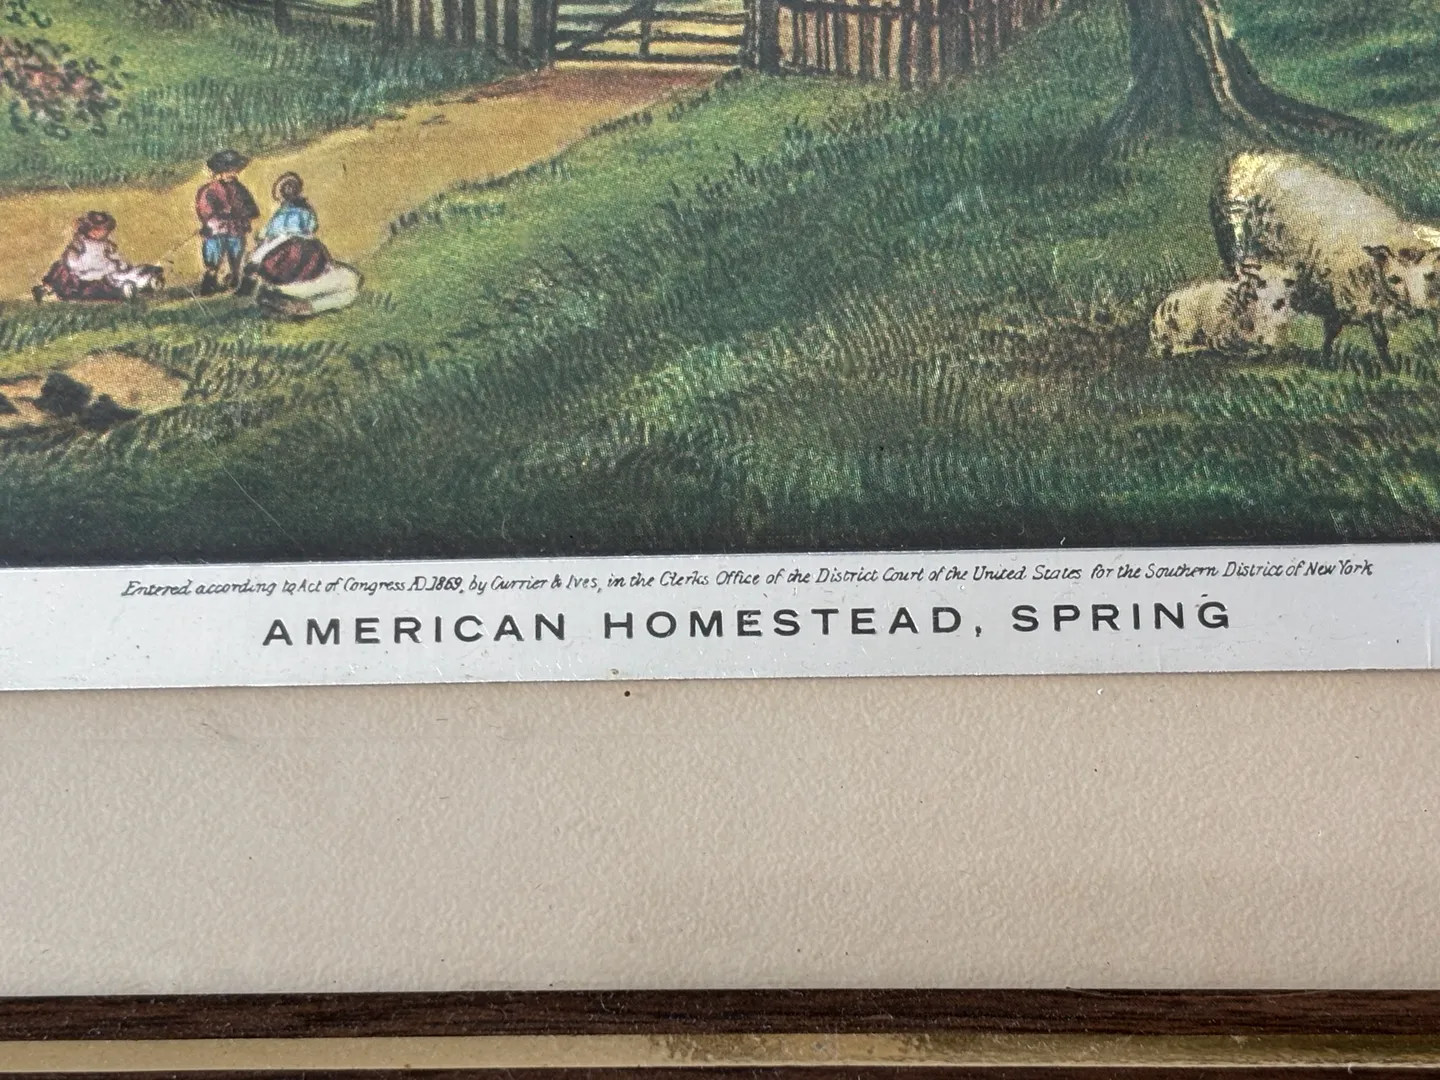 Entered according to Act of Congress AD.1869, by Currier & Ives, in the Clerks Office of the District Court of the United States for the Southern District of New York
AMERICAN HOMESTEAD, SPRING